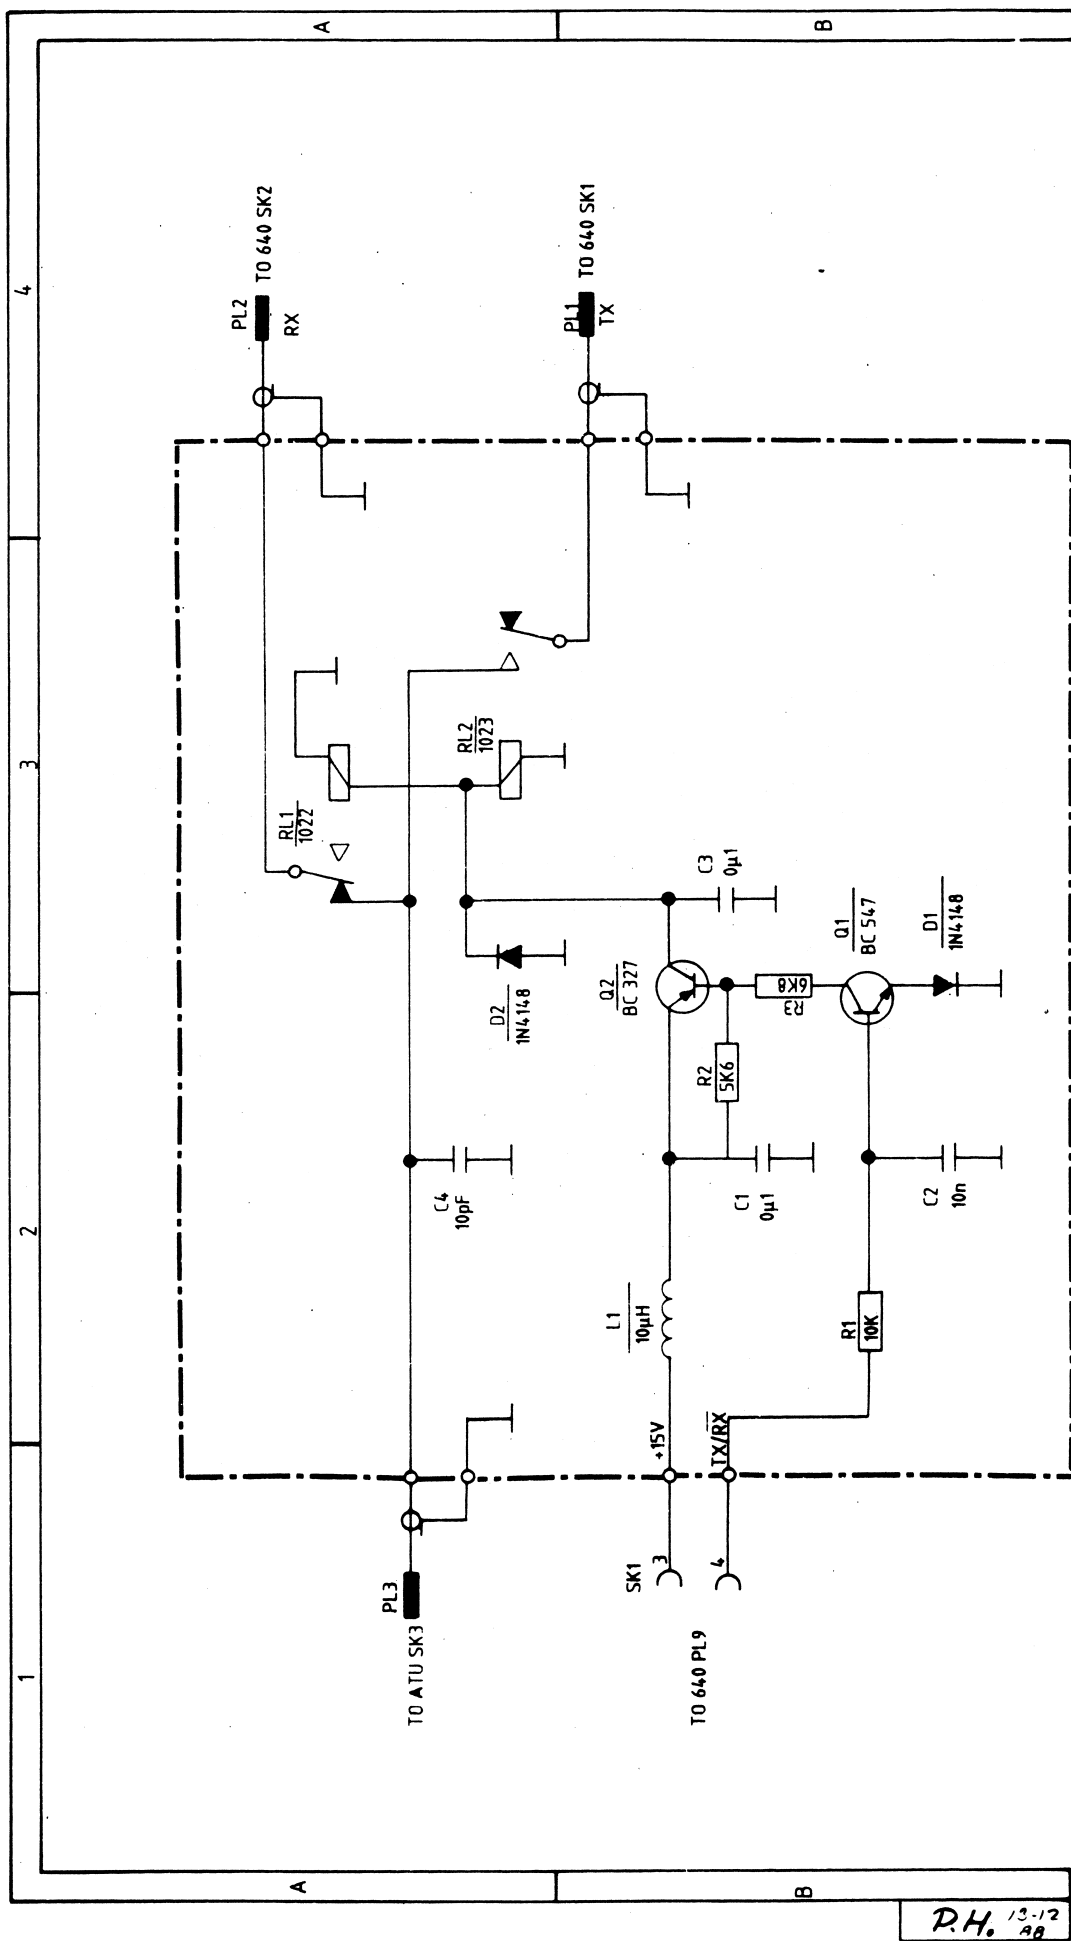 A
B
4
3
2
1
A
B
PL2
TO 640 SK2
RX
PL1
TO 640 SK1
TX
RL1
1022
RL2
1023
C3
0µ1
Q1
BC 547
D1
1N4148
Q2
BC 327
R3
6K8
D2
1N4148
R2
5K6
C4
10pF
C1
0µ1
C2
10n
L1
10µH
R1
10K
+15V
TX/RX
PL3
TO ATU SK3
SK1
3
4
TO 640 PL9
P.H.